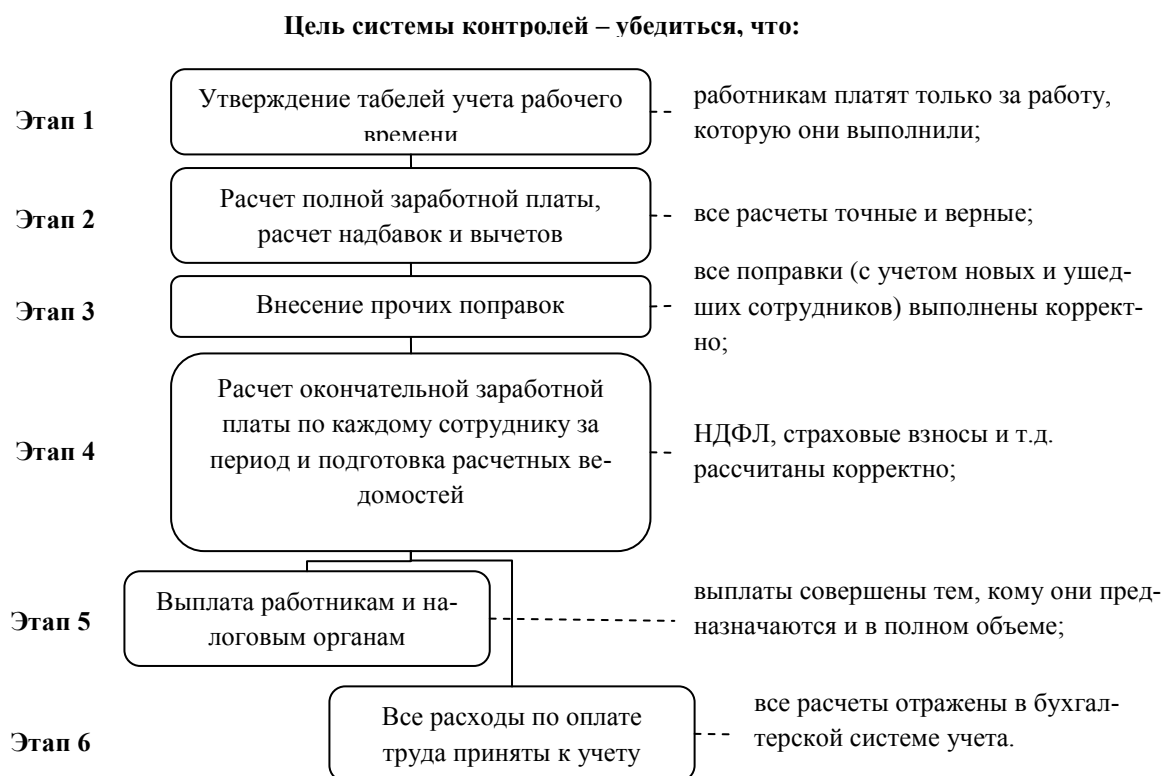 Цель системы контролей – убедиться, что:
Этап 1
Утверждение табелей учета рабочего
времени
работникам платят только за работу,
которую они выполнили;
Этап 2
Расчет полной заработной платы,
расчет надбавок и вычетов
все расчеты точные и верные;
Этап 3
Внесение прочих поправок
все поправки (с учетом новых и ушед-
ших сотрудников) выполнены коррект-
но;
Этап 4
Расчет окончательной заработной
платы по каждому сотруднику за
период и подготовка расчетных ве-
домостей
НДФЛ, страховые взносы и т.д.
рассчитаны корректно;
Этап 5
Выплата работникам и на-
логовым органам
выплаты совершены тем, кому они пред-
назначаются и в полном объеме;
Этап 6
Все расходы по оплате
труда приняты к учету
все расчеты отражены в бухгал-
терской системе учета.